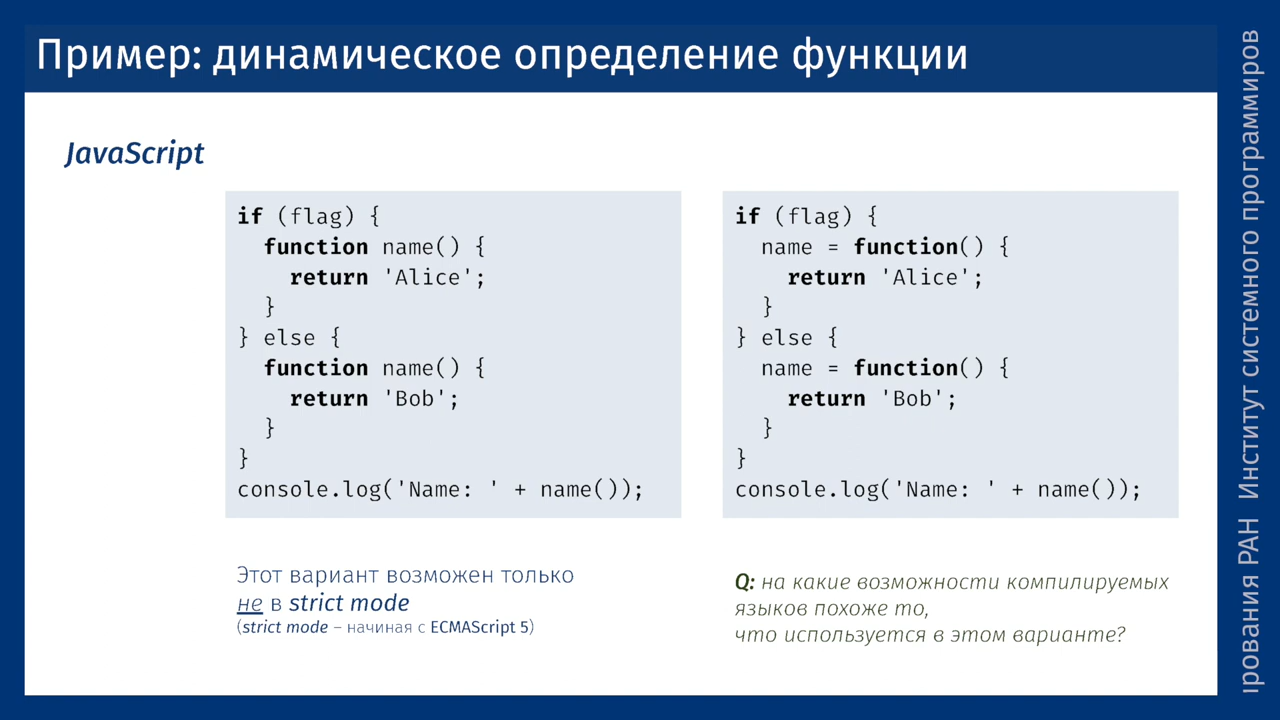 Пример: динамическое определение функции
JavaScript
if (flag) {
  function name() {
    return 'Alice';
  }
} else {
  function name() {
    return 'Bob';
  }
}
console.log('Name: ' + name());
if (flag) {
  name = function() {
    return 'Alice';
  }
} else {
  name = function() {
    return 'Bob';
  }
}
console.log('Name: ' + name());
Этот вариант возможен только
не в strict mode
(strict mode – начиная с ECMAScript 5)
Q: на какие возможности компилируемых
языков похоже то,
что используется в этом варианте?
ірования РАН Институт системного программиров